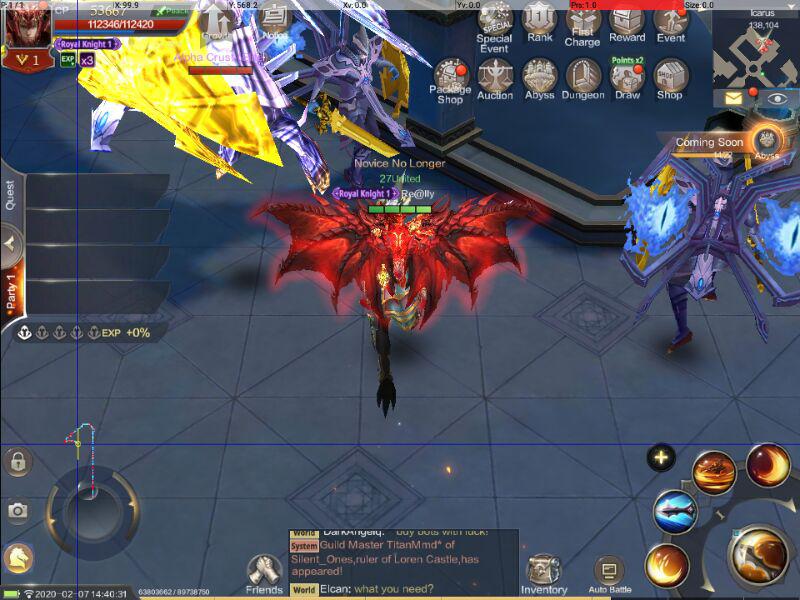 P:1 / 1 X:99.9 Y:568.2 Xv:0.0 Yv:0.0 Prs:1.0 Size:0.0
CP 53667
Peace
112346/112420
V 1
Royal Knight 1
EXP x3
Growth
Notice
Special Event
Rank
First Charge
Reward
Event
Icarus
138,104
Package Shop
Auction
Abyss
Dungeon
Points x2
Draw
Shop
Coming Soon
Abyss
Novice No Longer
27United
Royal Knight 1 Re@lly
Quest
Party 1
EXP +0%
World DarkAngelq: buy bots with luck!
System Guild Master TitanMmd* of
Silent_Ones,ruler of Loren Castle,has
appeared!
World Elcan: what you need?
Friends
Inventory
Auto Battle
2020-02-07 14:40:31
63803662 / 89738750